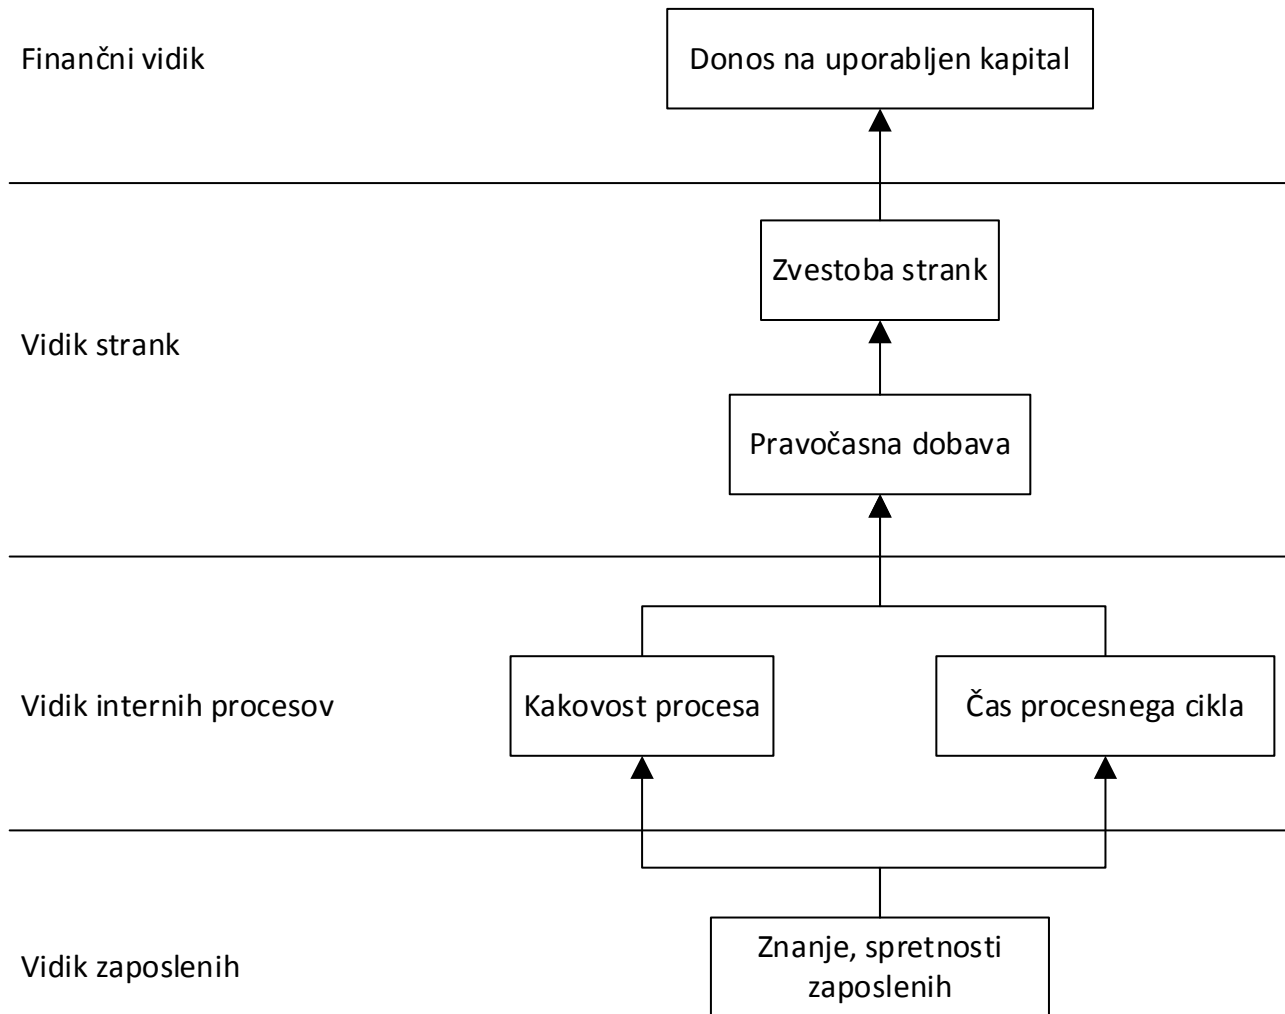 Finančni vidik
Donos na uporabljen kapital
Zvestoba strank
Vidik strank
Pravočasna dobava
Vidik internih procesov
Kakovost procesa
Čas procesnega cikla
Vidik zaposlenih
Znanje, spretnosti
zaposlenih